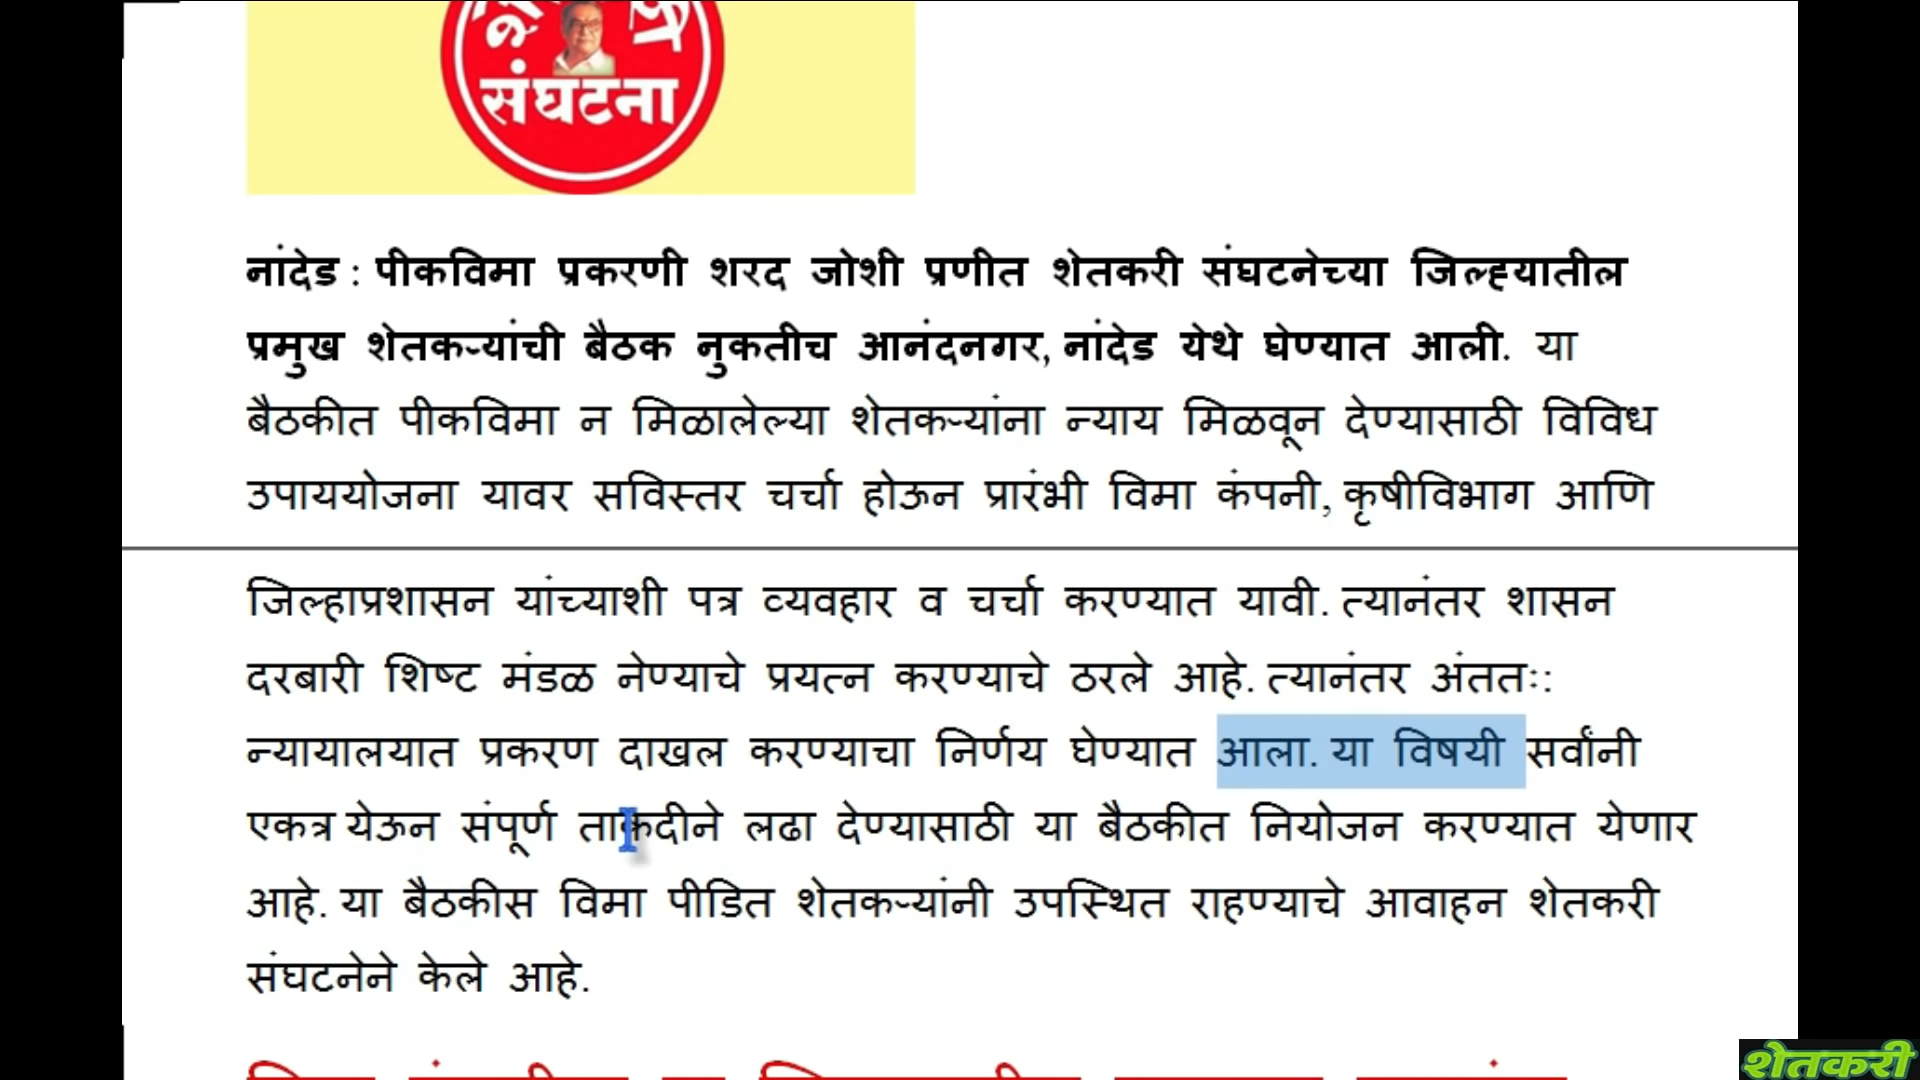 संघटना
नांदेड : पीकविमा प्रकरणी शरद जोशी प्रणीत शेतकरी संघटनेच्या जिल्ह्यातील
प्रमुख शेतकऱ्यांची बैठक नुकतीच आनंदनगर, नांदेड येथे घेण्यात आली. या
बैठकीत पीकविमा न मिळालेल्या शेतकऱ्यांना न्याय मिळवून देण्यासाठी विविध
उपाययोजना यावर सविस्तर चर्चा होऊन प्रारंभी विमा कंपनी, कृषीविभाग आणि
जिल्हाप्रशासन यांच्याशी पत्र व्यवहार व चर्चा करण्यात यावी. त्यानंतर शासन
दरबारी शिष्ट मंडळ नेण्याचे प्रयत्न करण्याचे ठरले आहे. त्यानंतर अंततः:
न्यायालयात प्रकरण दाखल करण्याचा निर्णय घेण्यात आला. या विषयी सर्वांनी
एकत्र येऊन संपूर्ण ताकदीने लढा देण्यासाठी या बैठकीत नियोजन करण्यात येणार
आहे. या बैठकीस विमा पीडित शेतकऱ्यांनी उपस्थित राहण्याचे आवाहन शेतकरी
संघटनेने केले आहे.
शेतकरी